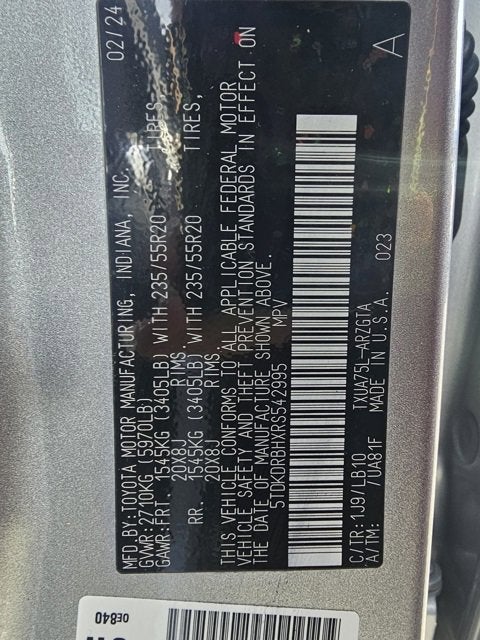 MFD.BY:TOYOTA MOTOR MANUFACTURING, INDIANA, INC. 02/24
GVWR:2710KG (5970LB)
GAWR:FRT. 1545KG (3405LB) WITH 235/55R20 TIRES,
20X8J RIMS
RR. 1545KG (3405LB) WITH 235/55R20 TIRES,
20X8J RIMS
THIS VEHICLE CONFORMS TO ALL APPLICABLE FEDERAL MOTOR
VEHICLE SAFETY AND THEFT PREVENTION STANDARDS IN EFFECT ON
THE DATE OF MANUFACTURE SHOWN ABOVE.
5TDKDRBHXRS542995 MPV
C/TR:1J9/LB10 TXUA75L-ARZGTA
A/TM: /UA81F MADE IN U.S.A. 023 A
0E840